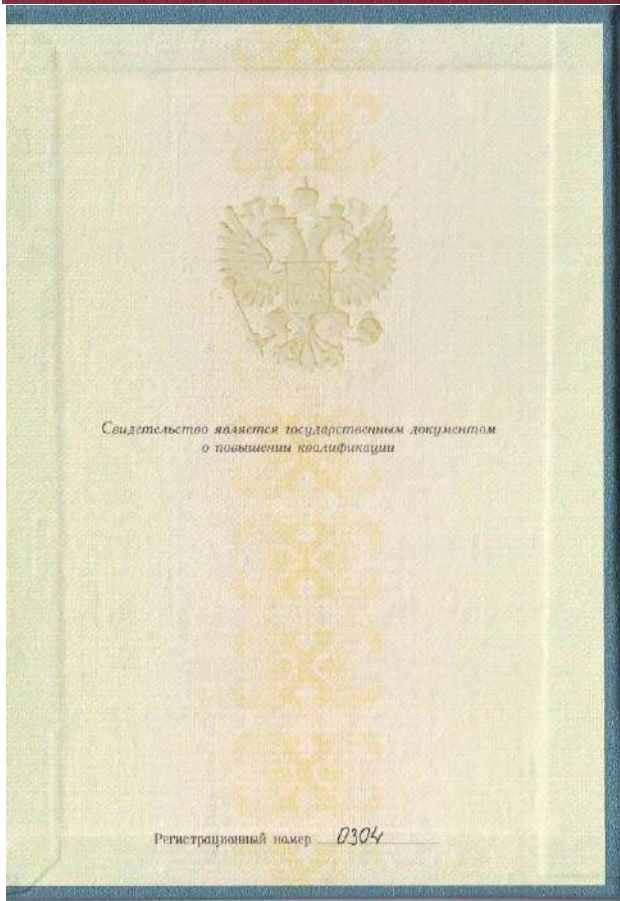 Свидетельство является государственным документом
о повышении квалификации
Регистрационный номер 0304